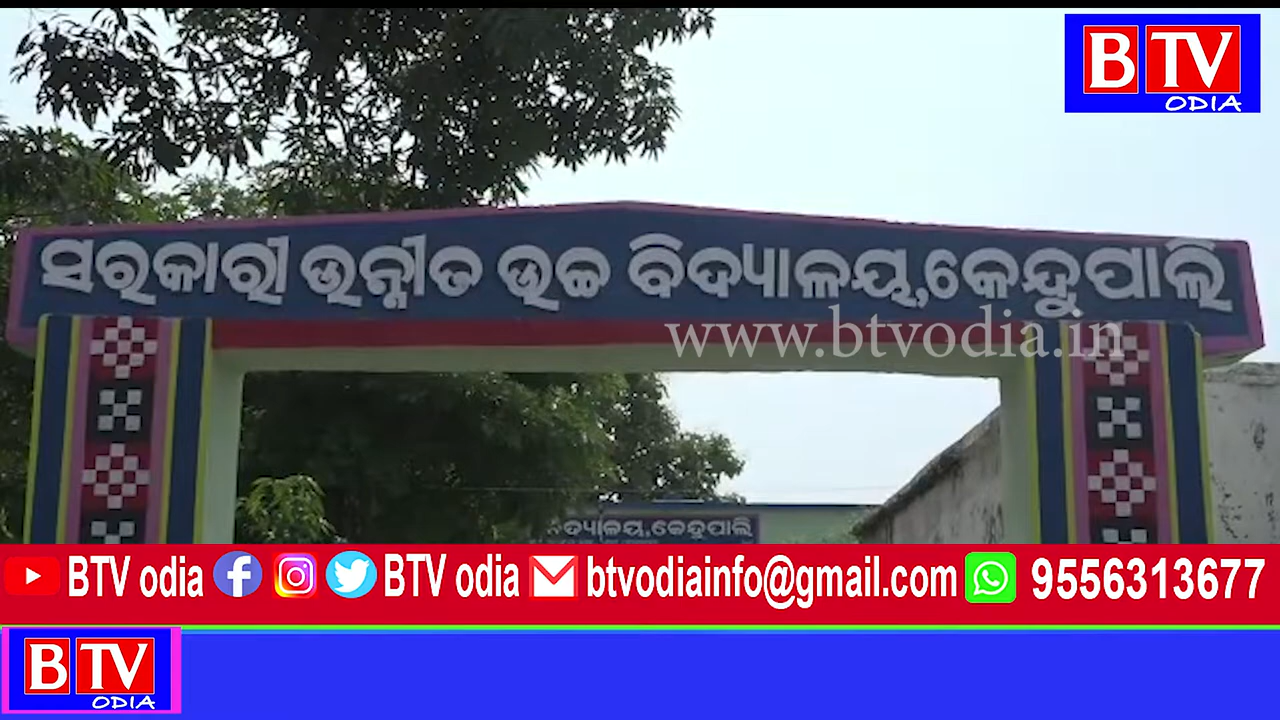 BTV
ODIA
ସରକାରୀ ଉନ୍ନୀତ ଉଚ୍ଚ ବିଦ୍ୟାଳୟ,କେନ୍ଦୁପାଲି
www.btvodia.in
ବିଦ୍ୟାଳୟ,କେନ୍ଦୁପାଲି
BTV odia BTV odia btvodiainfo@gmail.com 9556313677
BTV
ODIA